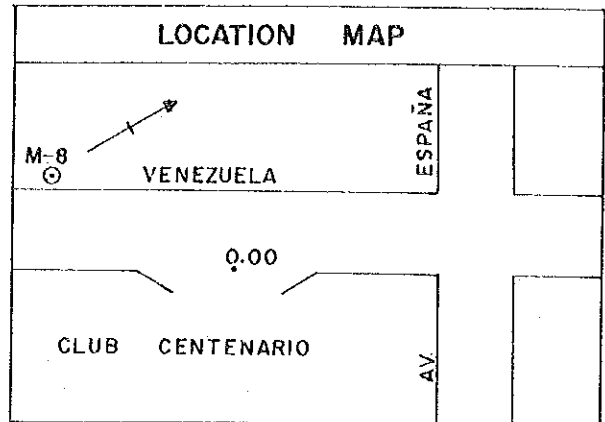 LOCATION MAP
ESPAÑA
M-8
VENEZUELA
0.00
CLUB CENTENARIO
AV.